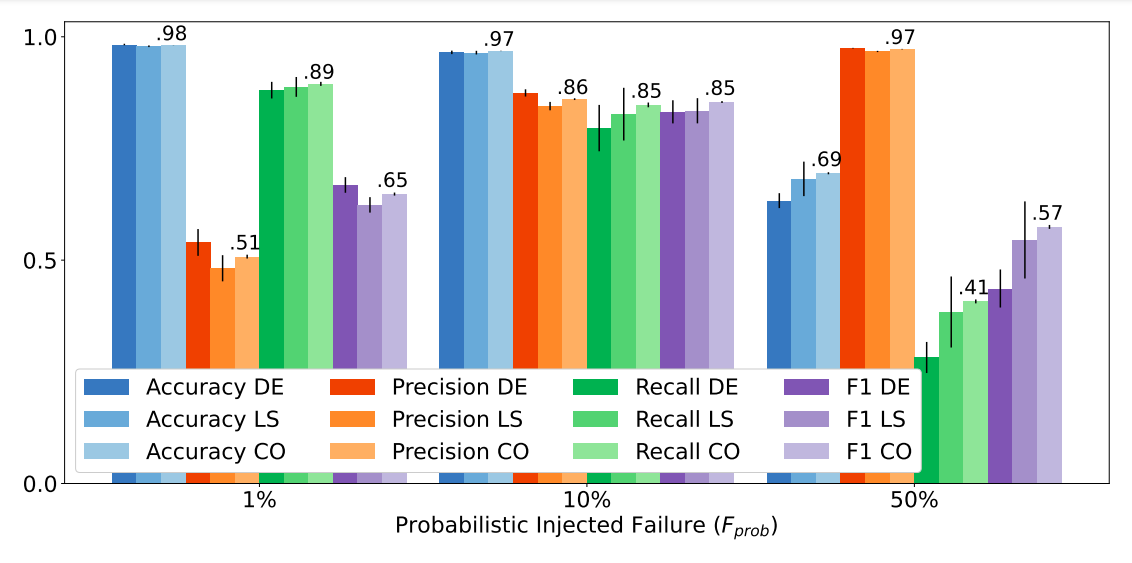 1.0
0.5
0.0
.98
.51
.89
.65
.97
.86
.85
.85
.69
.97
.41
.57
Accuracy DE
Accuracy LS
Accuracy CO
Precision DE
Precision LS
Precision CO
Recall DE
Recall LS
Recall CO
F1 DE
F1 LS
F1 CO
1%
10%
50%
Probabilistic Injected Failure (F_prob)